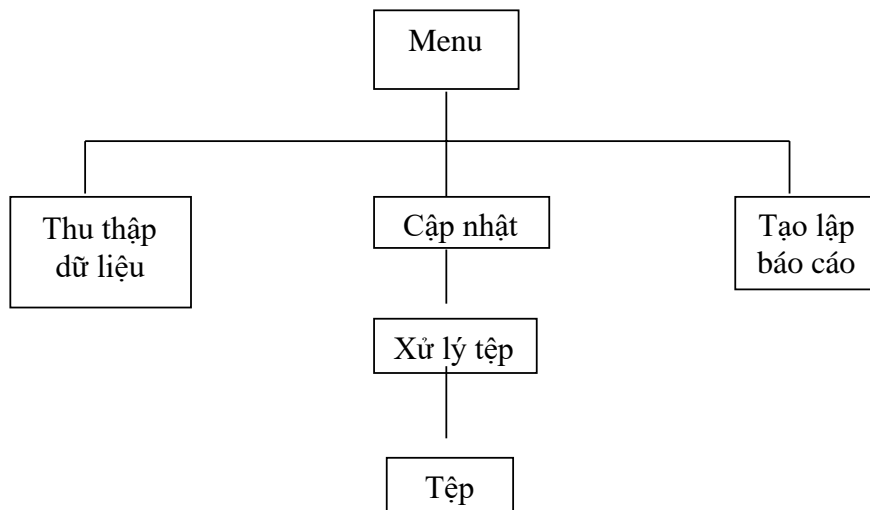 Menu
Thu thập
dữ liệu
Cập nhật
Tạo lập
báo cáo
Xử lý tệp
Tệp